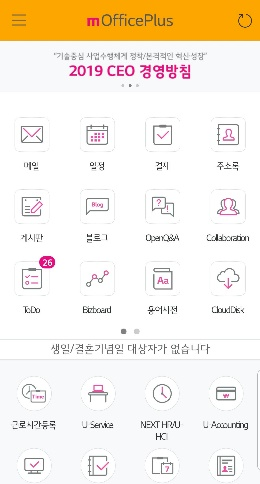 mOfficePlus
"기술중심 사업수행체계 정착/본격적인 혁신성장"
2019 CEO 경영방침
메일 일정 결재 주소록
Blog
게시판 블로그 OpenQ&A Collaboration
26
Aa
ToDo Bizboard 용어사전 CloudDisk
생일/결혼기념일 대상자가 없습니다
Time
근로시간등록 U Service NEXT HR/U- U Accounting
HCI
7